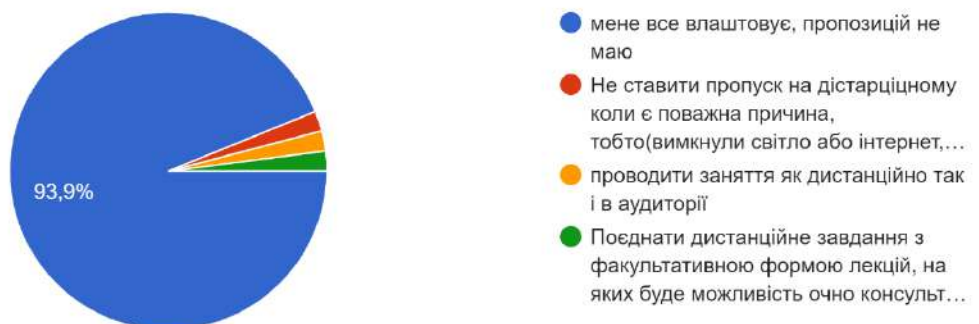 93,9%
мене все влаштовує, пропозицій не
маю
Не ставити пропуск на дістарціцному
коли є поважна причина,
тобто(вимкнули світло або інтернет,…
проводити заняття як дистанційно так
і в аудиторії
Поєднати дистанційне завдання з
факультативною формою лекцій, на
яких буде можливість очно консульт…